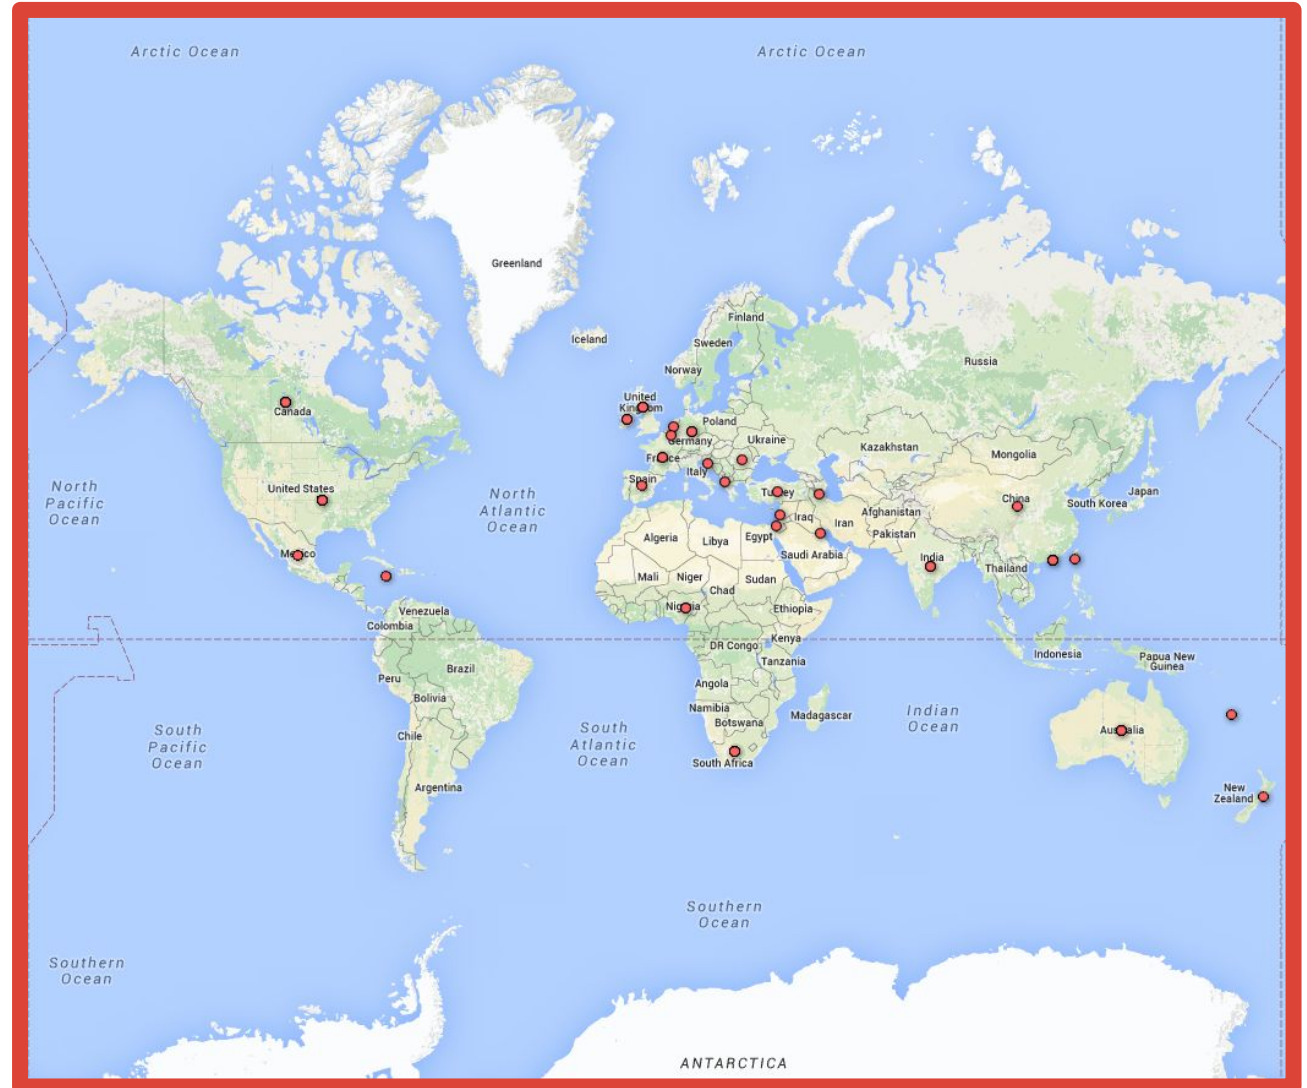 Arctic Ocean
Arctic Ocean
Greenland
Finland
Iceland
Sweden
Russia
Norway
United
Kingdom
Canada
Poland
Germany
Ukraine
Kazakhstan
Mongolia
France
Italy
Spain
North
Pacific
Ocean
United States
North
Atlantic
Ocean
Turkey
China
Japan
South Korea
Afghanistan
Iraq
Iran
Pakistan
Algeria
Libya
Egypt
Saudi Arabia
Mexico
India
Thailand
Mali
Niger
Sudan
Chad
Nigeria
Ethiopia
Venezuela
Colombia
Kenya
DR Congo
Indonesia
Papua New
Guinea
Tanzania
Brazil
Peru
Angola
Bolivia
Namibia
Botswana
Madagascar
Indian
Ocean
South
Pacific
Ocean
South
Atlantic
Ocean
Chile
Australia
South Africa
Argentina
New
Zealand
Southern
Ocean
Southern
Ocean
ANTARCTICA